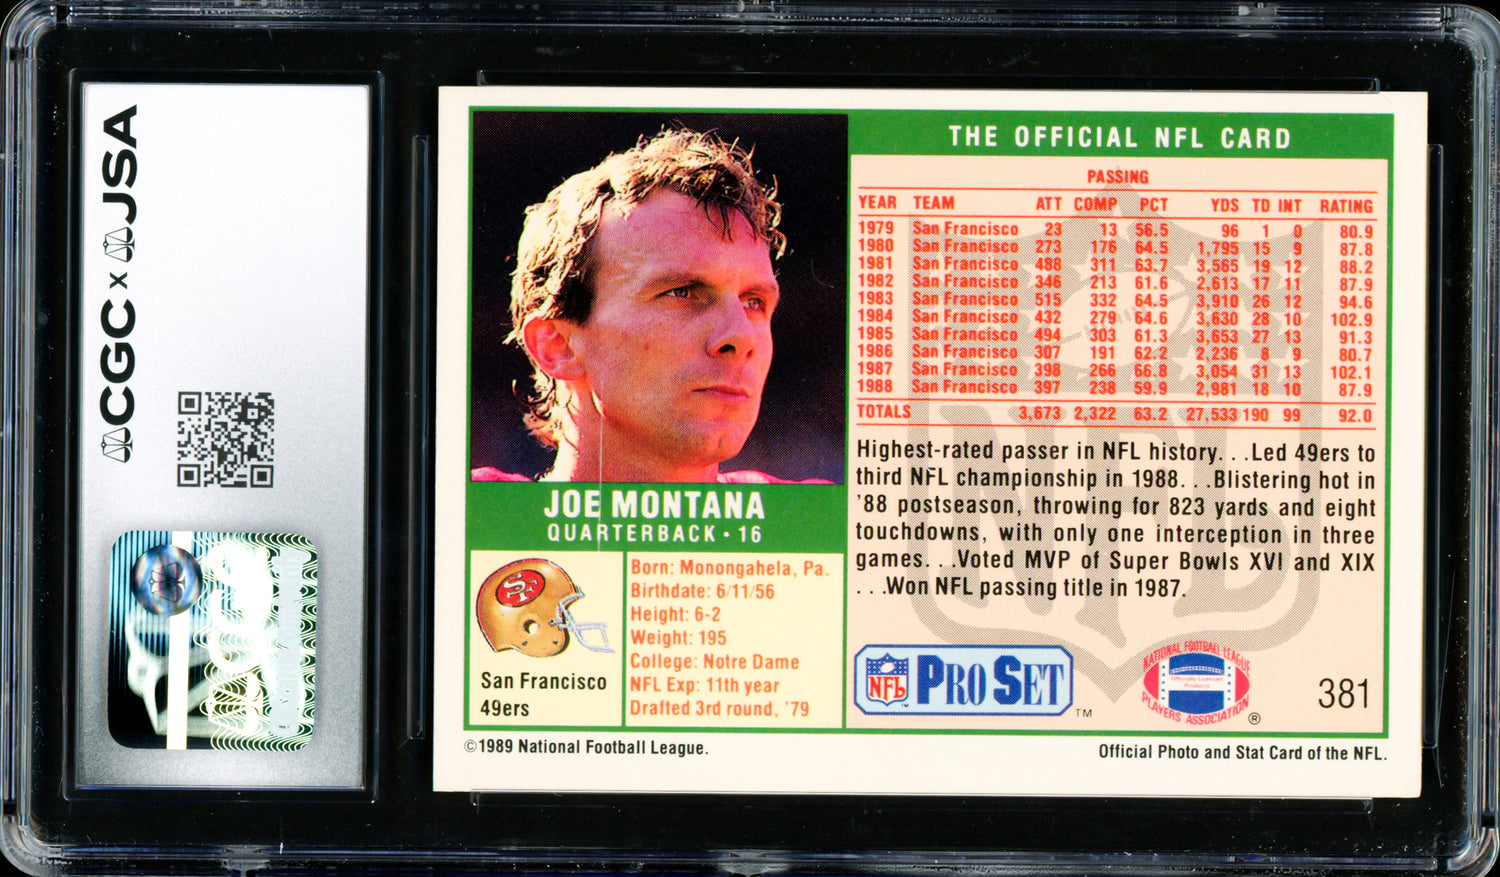 CGC x JSA
THE OFFICIAL NFL CARD
PASSING
YEAR TEAM ATT COMP PCT YDS TD INT RATING
1979 San Francisco 23 13 56.5 96 1 0 80.9
1980 San Francisco 273 176 64.5 1,795 15 9 87.8
1981 San Francisco 488 311 63.7 3,565 19 12 88.2
1982 San Francisco 346 213 61.6 2,613 17 11 87.9
1983 San Francisco 515 332 64.5 3,910 26 12 94.6
1984 San Francisco 432 279 64.6 3,630 28 10 102.9
1985 San Francisco 494 303 61.3 3,653 27 13 91.3
1986 San Francisco 307 191 62.2 2,236 8 9 80.7
1987 San Francisco 398 266 66.8 3,054 31 13 102.1
1988 San Francisco 397 238 59.9 2,981 18 10 87.9
TOTALS 3,673 2,322 63.2 27,533 190 99 92.0
Highest-rated passer in NFL history. . .Led 49ers to
third NFL championship in 1988. . .Blistering hot in
'88 postseason, throwing for 823 yards and eight
touchdowns, with only one interception in three
games. . .Voted MVP of Super Bowls XVI and XIX
. . .Won NFL passing title in 1987.
NFL
JOE MONTANA
QUARTERBACK • 16
SF
San Francisco
49ers
Born: Monongahela, Pa.
Birthdate: 6/11/56
Height: 6-2
Weight: 195
College: Notre Dame
NFL Exp: 11th year
Drafted 3rd round, '79
NFL PRO SET TM
NATIONAL FOOTBALL LEAGUE
Officially Licensed
Products
PLAYERS ASSOCIATION ®
381
©1989 National Football League.
Official Photo and Stat Card of the NFL.